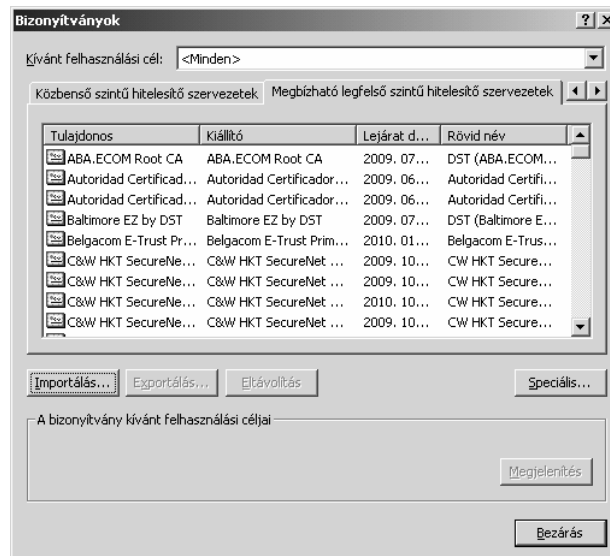 Bizonyítványok
Kívánt felhasználási cél: <Minden>
Közbenső szintű hitelesítő szervezetek Megbízható legfelső szintű hitelesítő szervezetek
Tulajdonos Kiállító Lejárat d... Rövid név
ABA.ECOM Root CA ABA.ECOM Root CA 2009. 07... DST (ABA.ECOM...
Autoridad Certificad... Autoridad Certificador... 2009. 06... Autoridad Certifi...
Autoridad Certificad... Autoridad Certificador... 2009. 06... Autoridad Certifi...
Baltimore EZ by DST Baltimore EZ by DST 2009. 07... DST (Baltimore E...
Belgacom E-Trust Pr... Belgacom E-Trust Prim... 2010. 01... Belgacom E-Trus...
C&W HKT SecureNe... C&W HKT SecureNet ... 2009. 10... CW HKT Secure...
C&W HKT SecureNe... C&W HKT SecureNet ... 2009. 10... CW HKT Secure...
C&W HKT SecureNe... C&W HKT SecureNet ... 2010. 10... CW HKT Secure...
C&W HKT SecureNe... C&W HKT SecureNet ... 2009. 10... CW HKT Secure...
Importálás... Exportálás... Eltávolítás Speciális...
A bizonyítvány kívánt felhasználási céljai
Megjelenítés
Bezárás